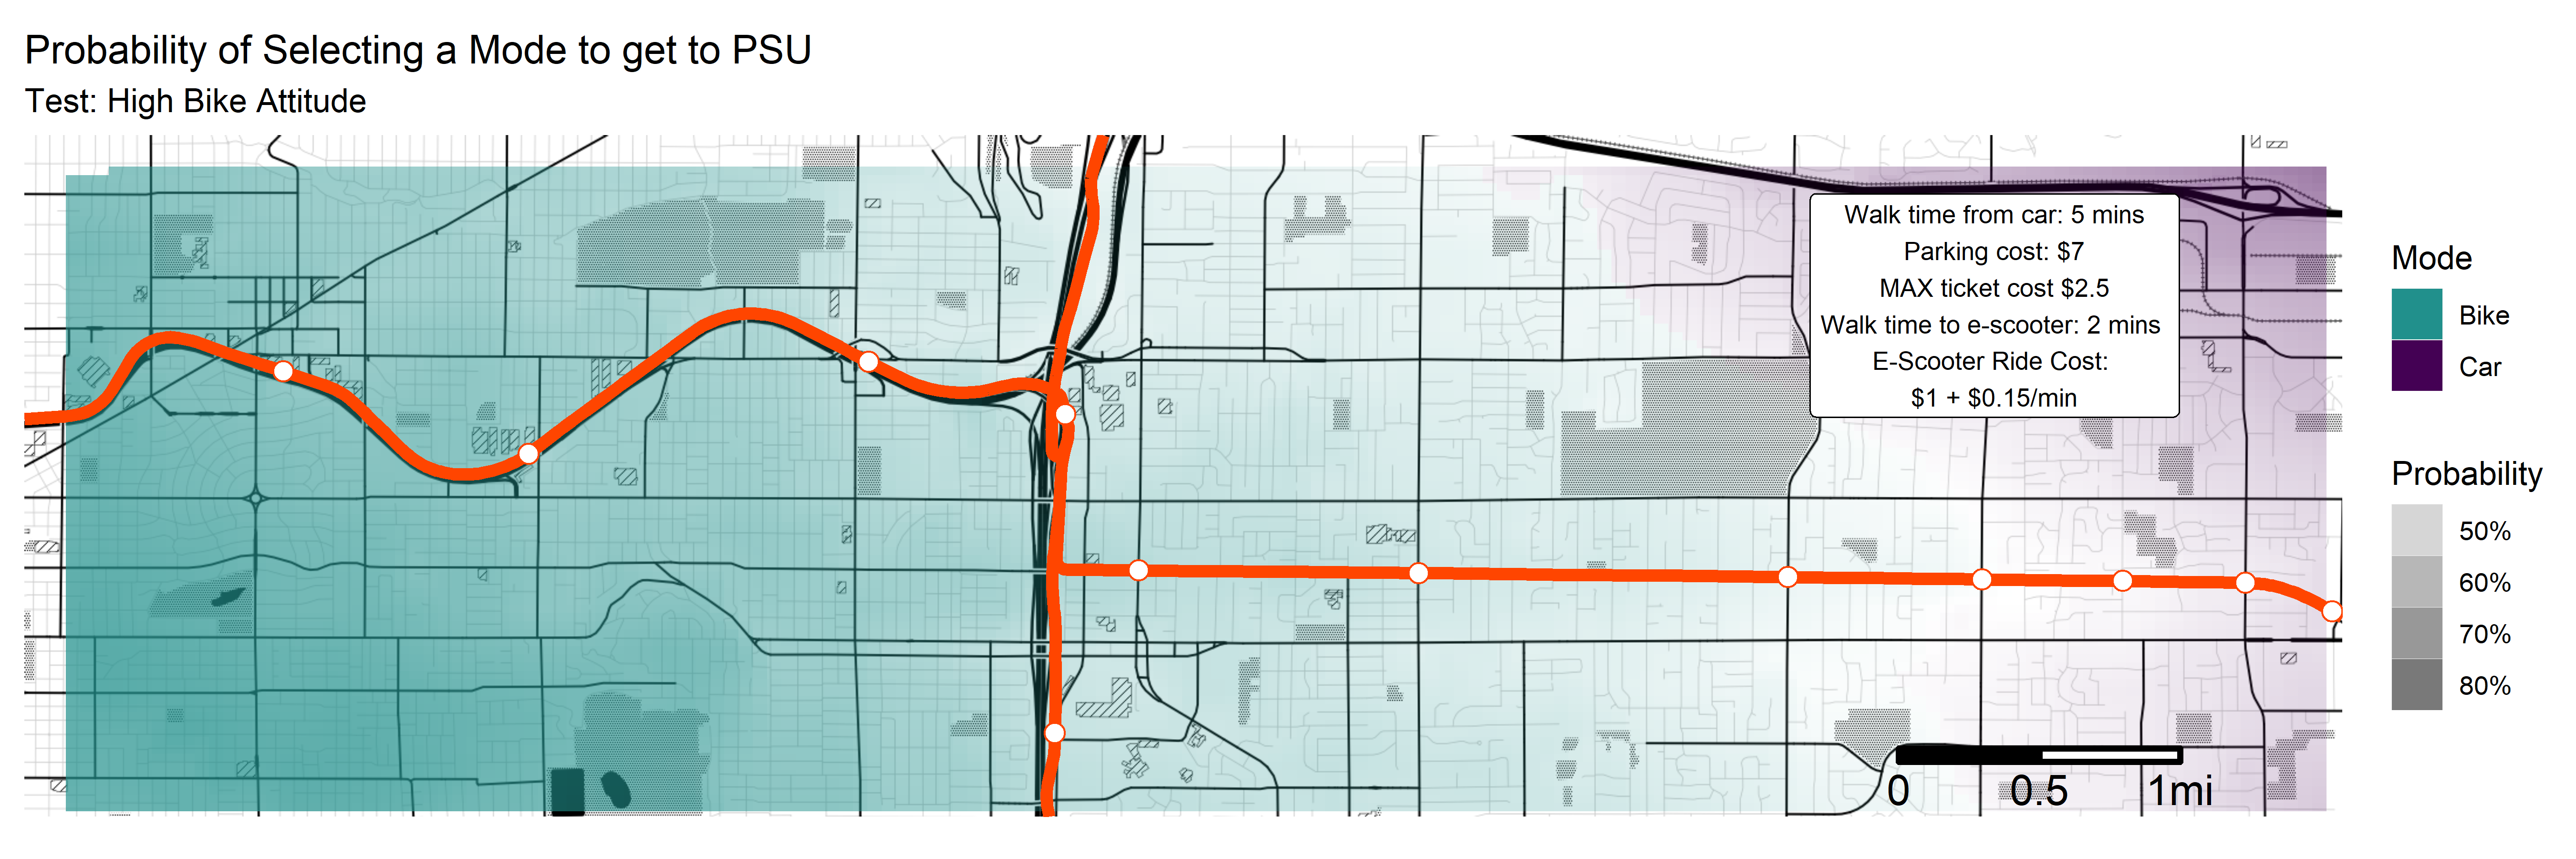 Probability of Selecting a Mode to get to PSU
Test: High Bike Attitude
Walk time from car: 5 mins
Parking cost: $7
MAX ticket cost $2.5
Walk time to e-scooter: 2 mins
E-Scooter Ride Cost:
$1 + $0.15/min
0 0.5 1mi
Mode
Bike
Car
Probability
50%
60%
70%
80%